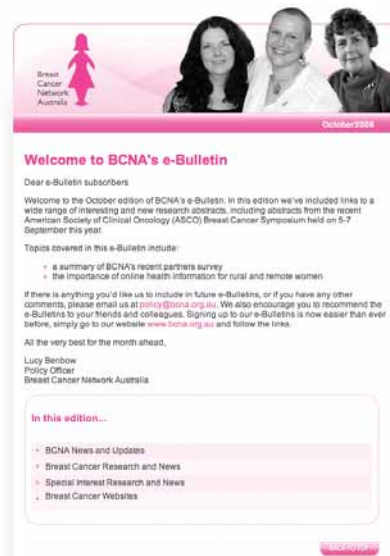 Breast
Cancer
Network
Australia
October 2008
Welcome to BCNA's e-Bulletin
Dear e-Bulletin subscribers
Welcome to the October edition of BCNA's e-Bulletin. In this edition we've included links to a
wide range of interesting and new research abstracts, including abstracts from the recent
American Society of Clinical Oncology (ASCO) Breast Cancer Symposium held on 5-7
September this year.
Topics covered in this e-Bulletin include:
a summary of BCNA's recent partners survey
the importance of online health information for rural and remote women
If there is anything you'd like us to include in future e-Bulletins, or if you have any other
comments, please email us at policy@bcna.org.au. We also encourage you to recommend the
e-Bulletins to your friends and colleagues. Signing up to our e-Bulletins is now easier than ever
before, simply go to our website www.bcna.org.au and follow the links.
All the very best for the month ahead,
Lucy Benbow
Policy Officer
Breast Cancer Network Australia
In this edition...
BCNA News and Updates
Breast Cancer Research and News
Special Interest Research and News
Breast Cancer Websites
BACK TO TOP